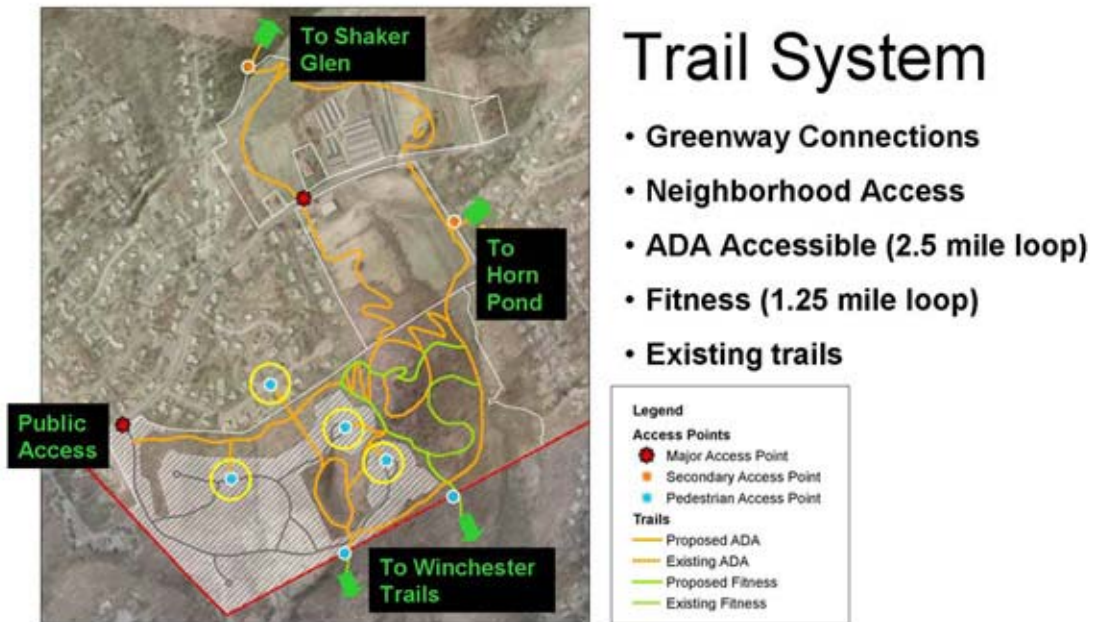 To Shaker
Glen
To
Horn
Pond
Public
Access
To Winchester
Trails
Trail System
• Greenway Connections
• Neighborhood Access
• ADA Accessible (2.5 mile loop)
• Fitness (1.25 mile loop)
• Existing trails
Legend
Access Points
Major Access Point
Secondary Access Point
Pedestrian Access Point
Trails
Proposed ADA
Existing ADA
Proposed Fitness
Existing Fitness